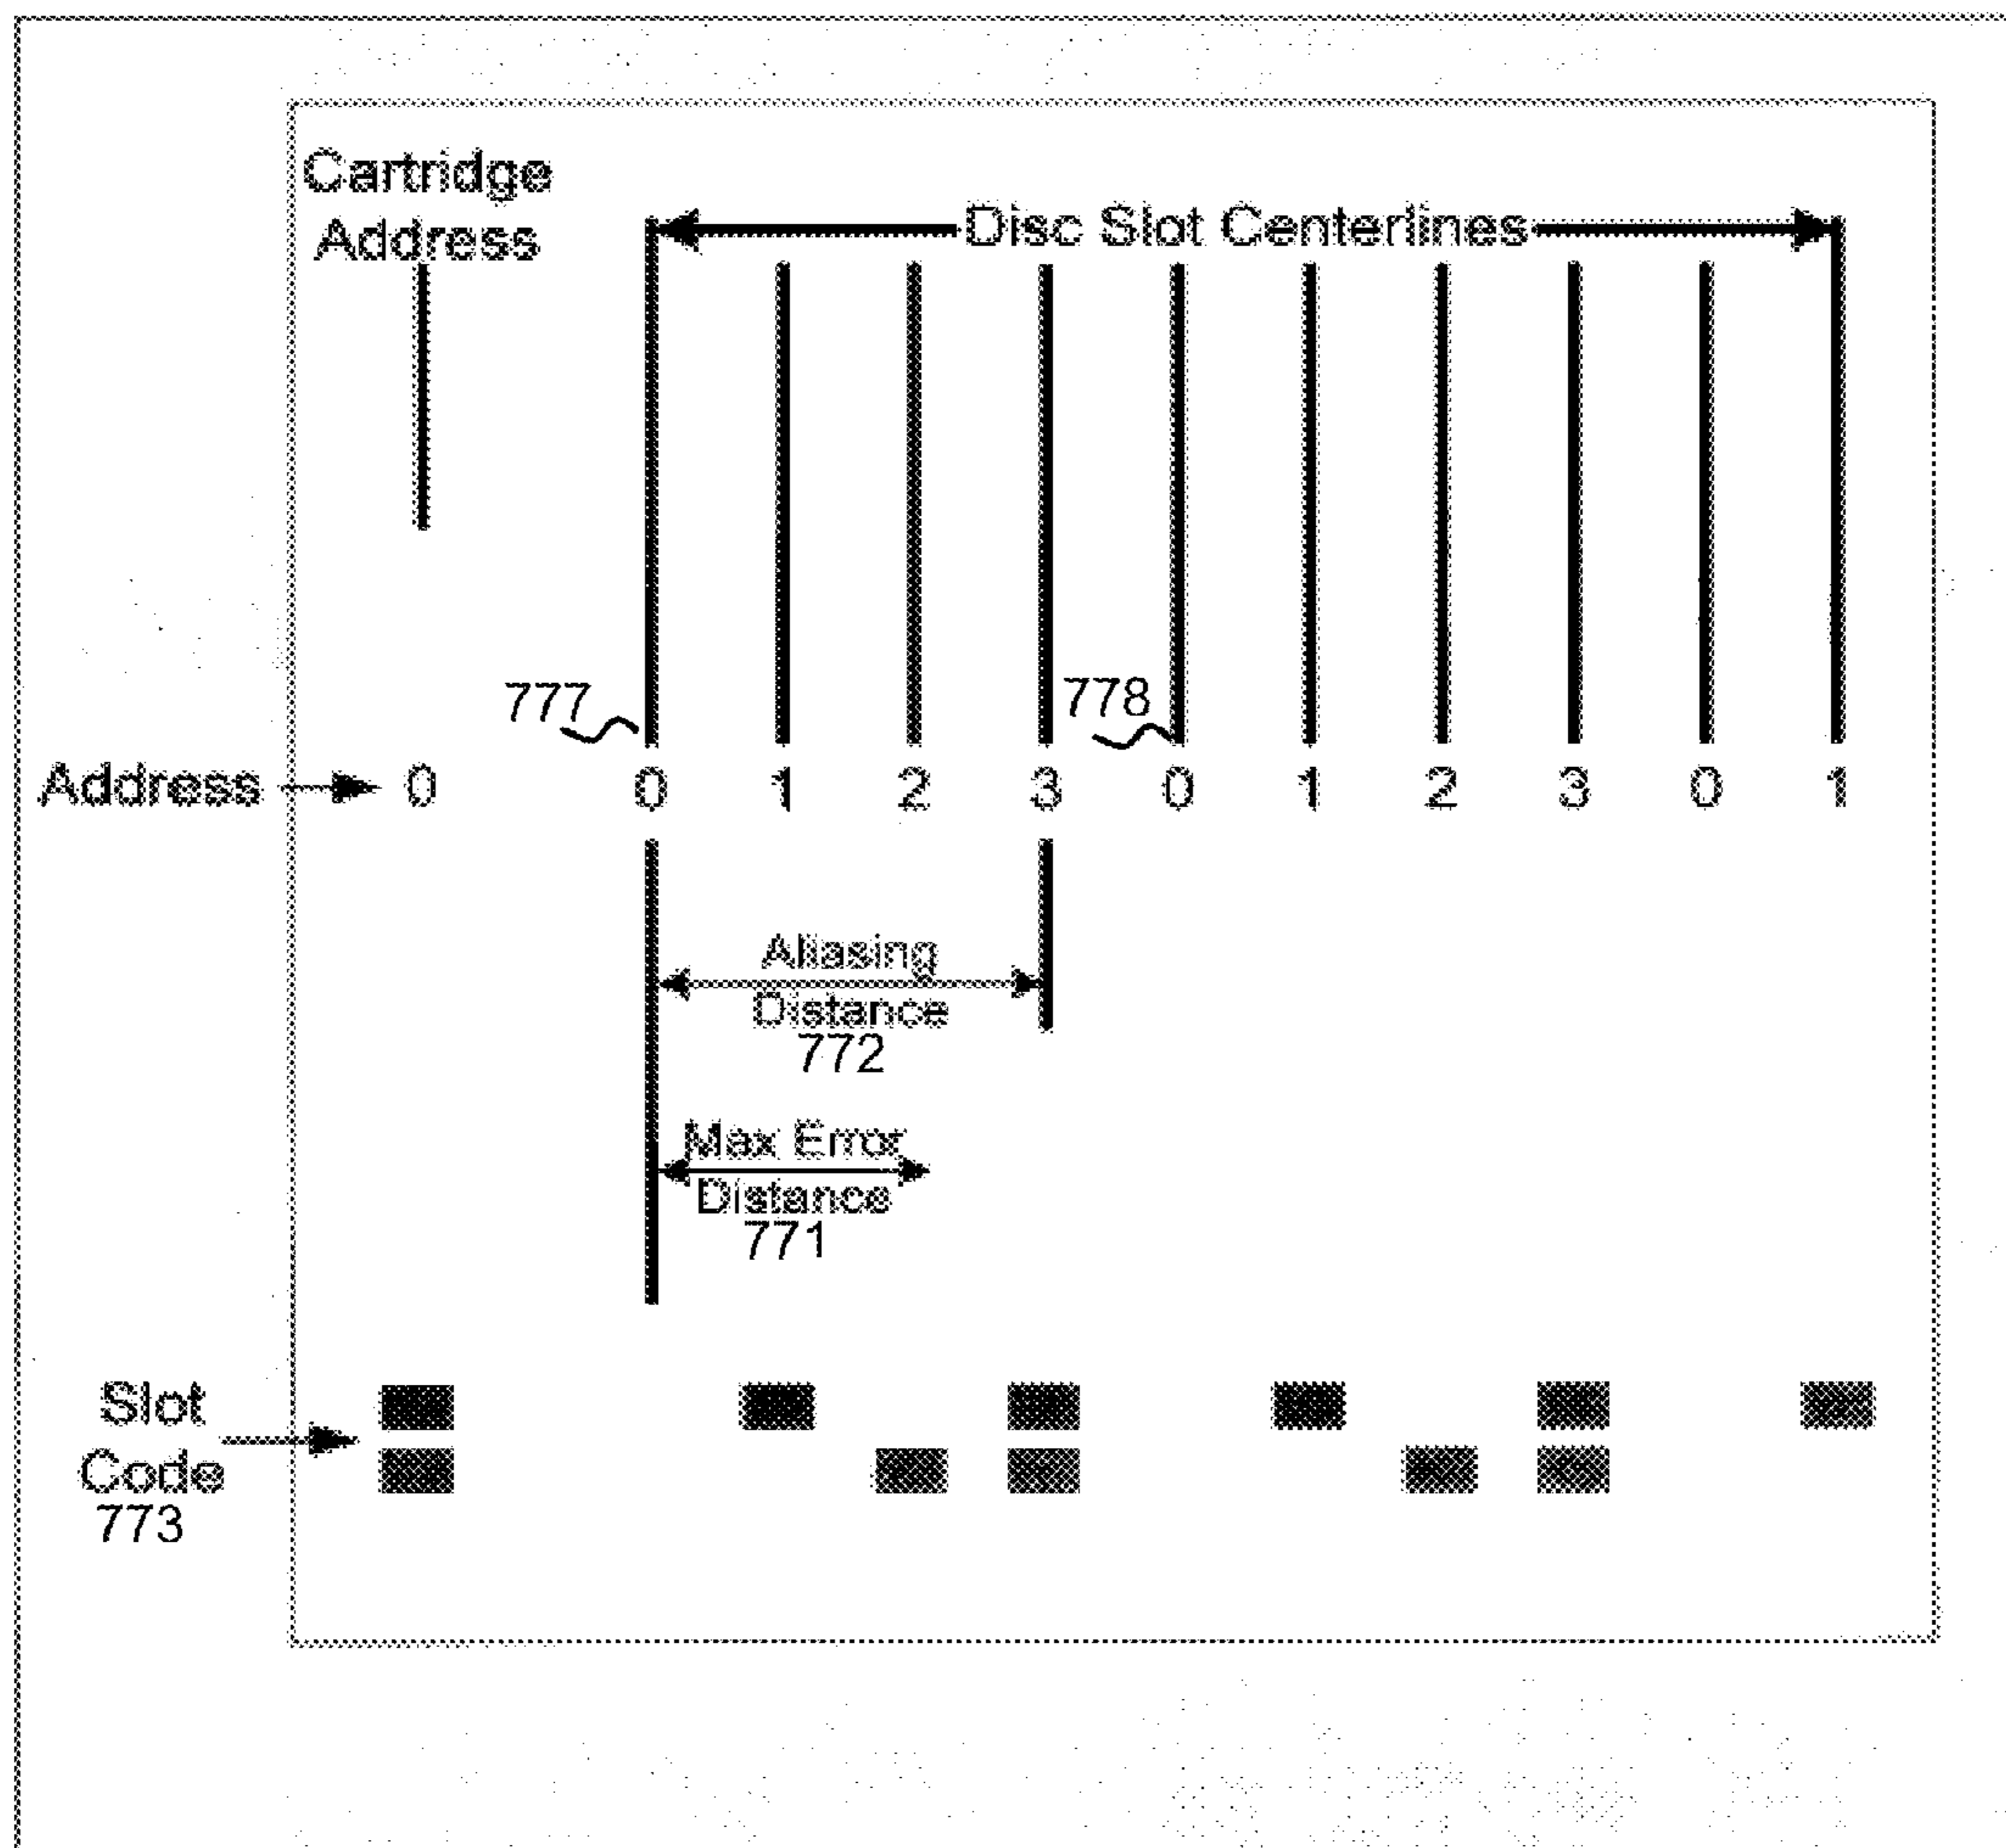 Cartridge
Address
Disc Slot Centerlines
777
778
Address
0 0 1 2 3 0 1 2 3 0 1
Aliasing
Distance
772
Max Error
Distance
771
Slot
Code
773